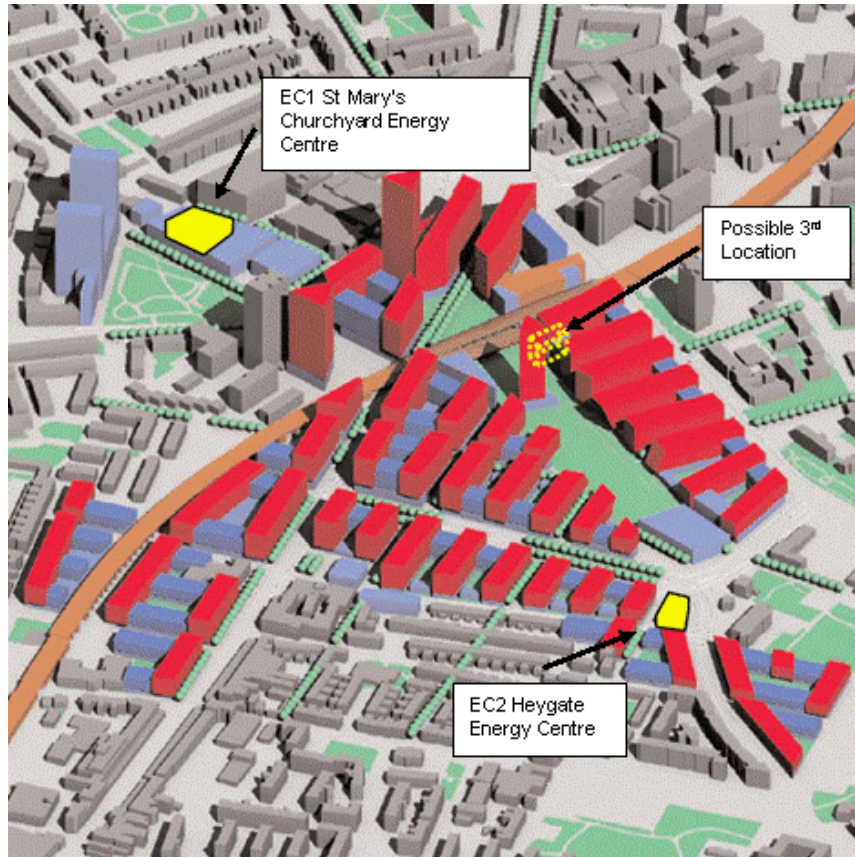 EC1 St Mary's
Churchyard Energy
Centre
Possible 3rd
Location
EC2 Heygate
Energy Centre